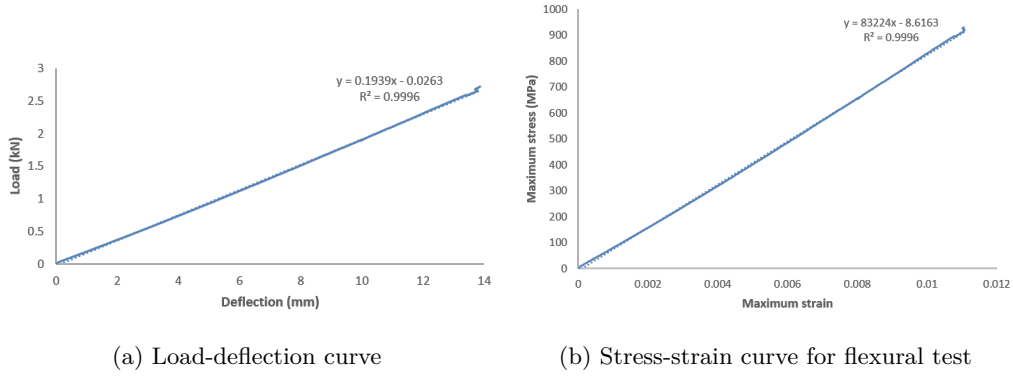 y = 0.1939x - 0.0263
R² = 0.9996
3
2.5
2
1.5
1
0.5
0
Load (kN)
0 2 4 6 8 10 12 14
Deflection (mm)
(a) Load-deflection curve
y = 83224x - 8.6163
R² = 0.9996
1000
900
800
700
600
500
400
300
200
100
0
Maximum stress (MPa)
0 0.002 0.004 0.006 0.008 0.01 0.012
Maximum strain
(b) Stress-strain curve for flexural test